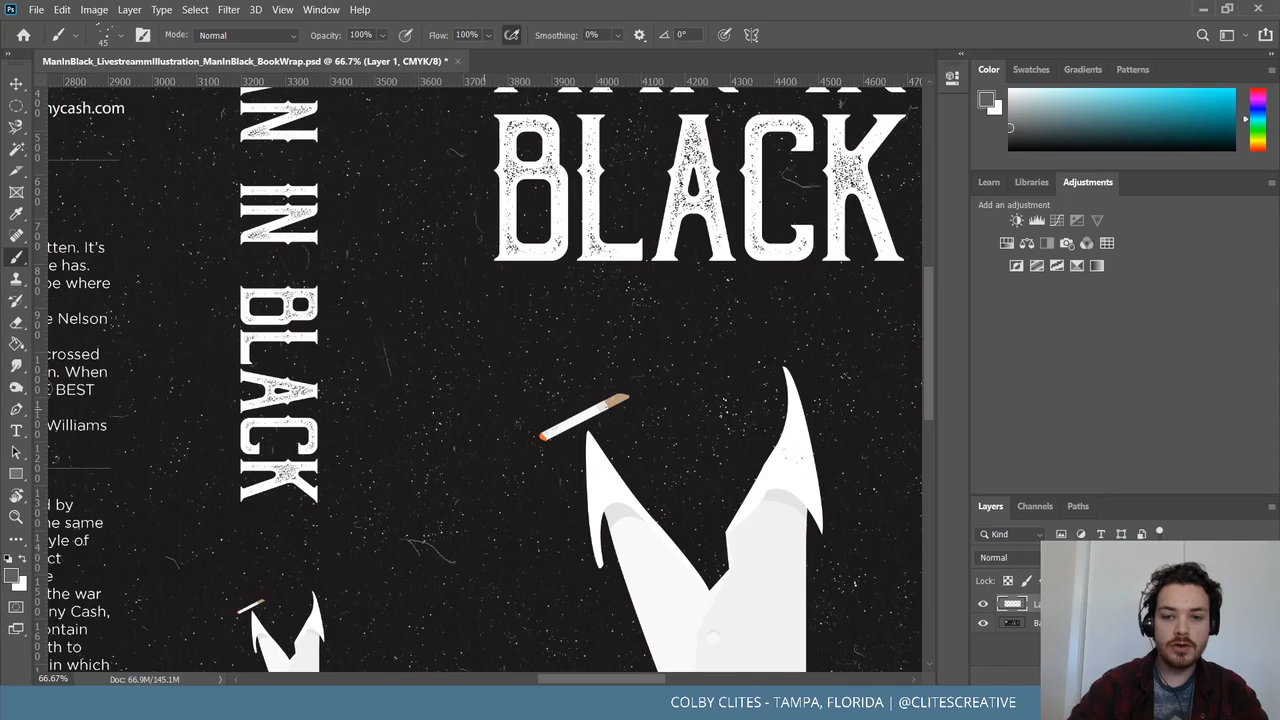 Ps File Edit Image Layer Type Select Filter 3D View Window Help
45 Mode: Normal Opacity: 100% Flow: 100% Smoothing: 0% 0°
ManInBlack_LivestreammIllustration_ManInBlack_BookWrap.psd @ 66.7% (Layer 1, CMYK/8) *
2800 2900 3000 3100 3200 3300 3400 3500 3600 3700 3800 3900 4000 4100 4200 4300 4400 4500 4600
Color Swatches Gradients Patterns
nycash.com
BLACK
IN BLACK
Learn Libraries Adjustments
Add an adjustment
tten. It's
e has.
be where
e Nelson
crossed
n. When
BEST
Williams
d by
e same
yle of
ct
e
the war
ny Cash,
ontain
th to
in which
Layers Channels Paths
Kind
Normal
Lock:
La
Ba
66.67% Doc: 66.9M/145.1M
COLBY CLITES - TAMPA, FLORIDA | @CLITESCREATIVE